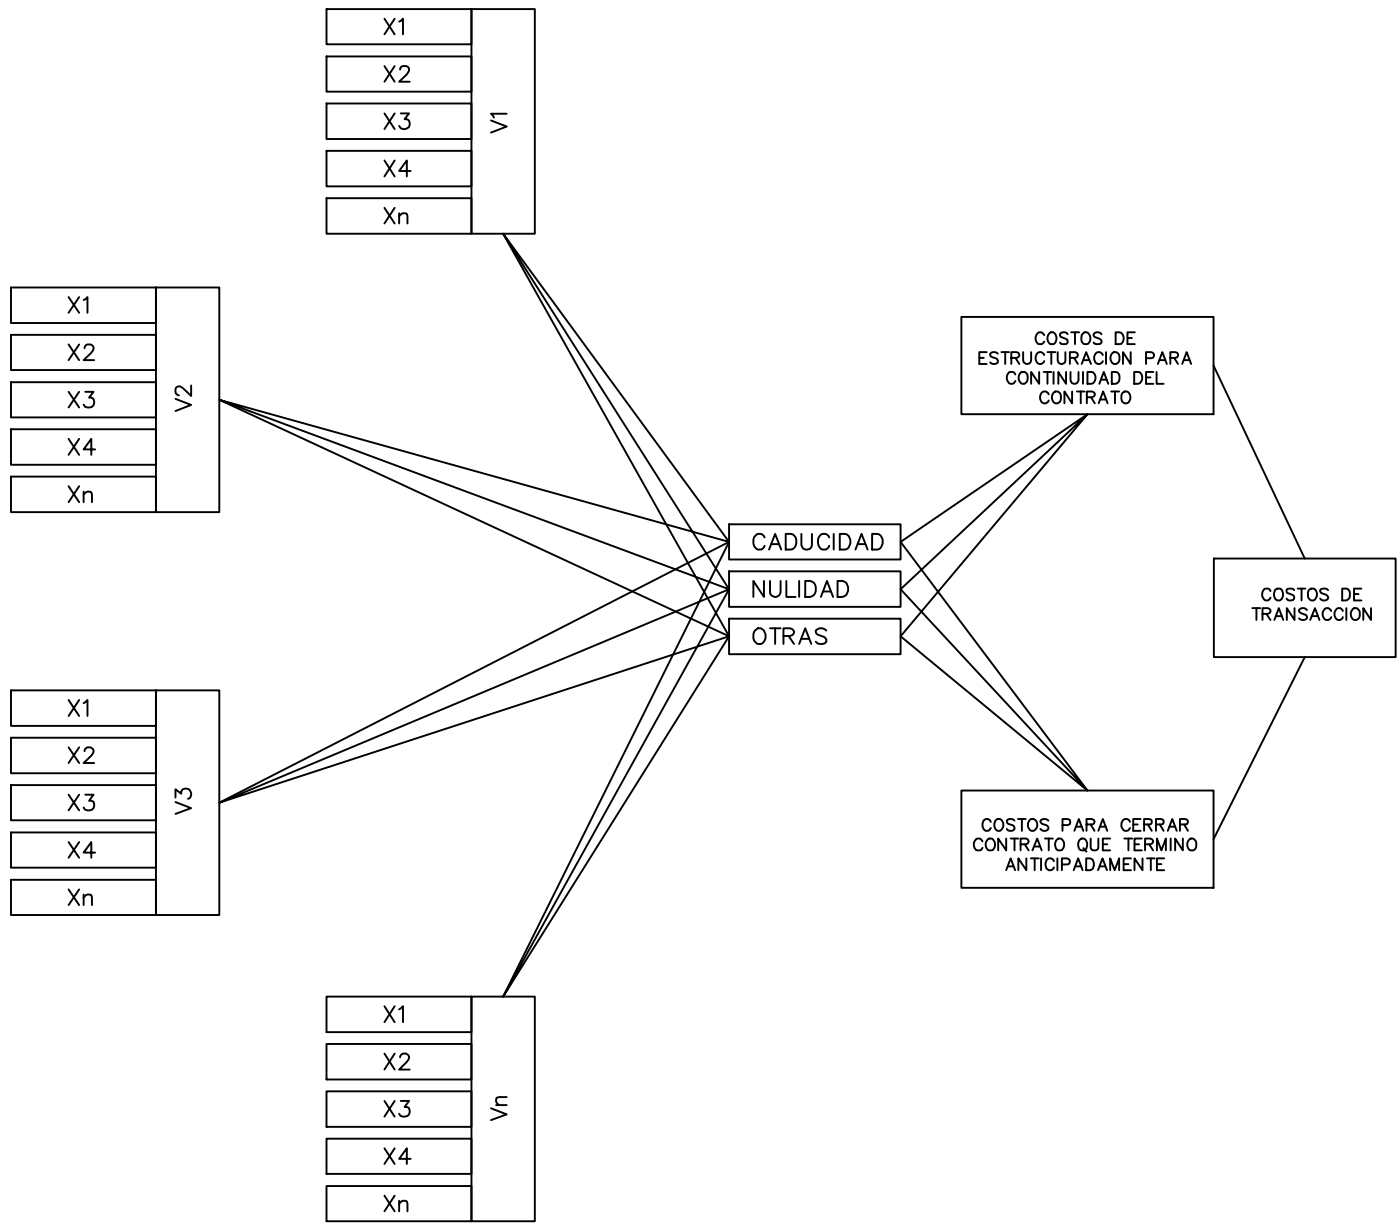 X1
X2
X3
X4
Xn
V1
X1
X2
X3
X4
Xn
V2
X1
X2
X3
X4
Xn
V3
X1
X2
X3
X4
Xn
Vn
CADUCIDAD
NULIDAD
OTRAS
COSTOS DE
ESTRUCTURACION PARA
CONTINUIDAD DEL
CONTRATO
COSTOS PARA CERRAR
CONTRATO QUE TERMINO
ANTICIPADAMENTE
COSTOS DE
TRANSACCION